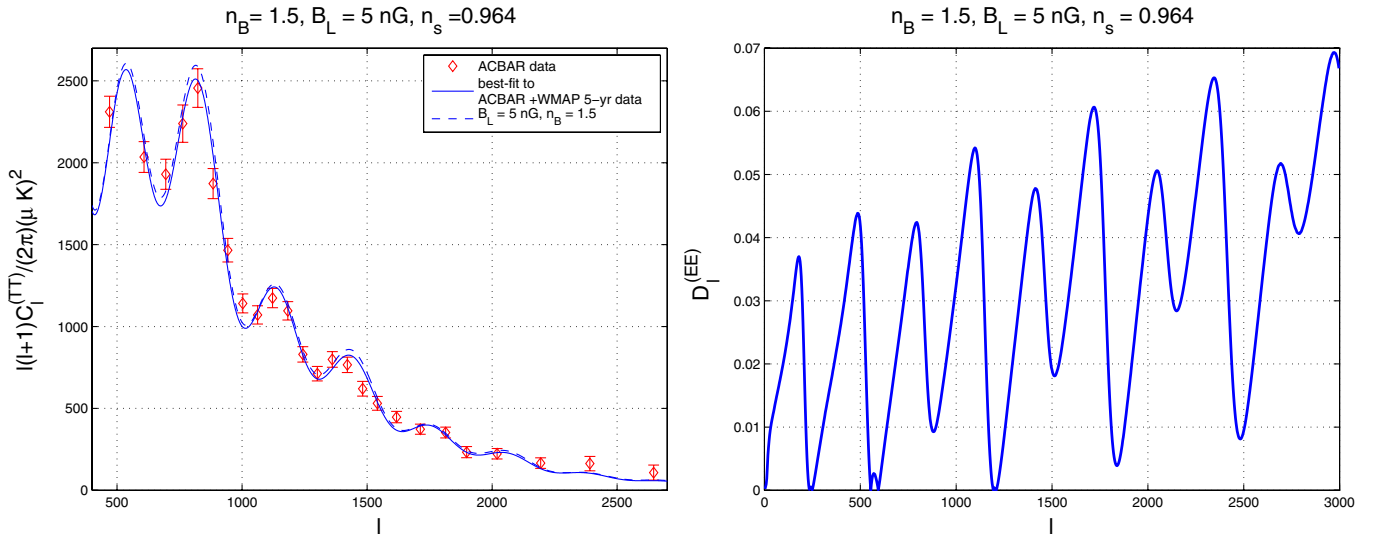 n_B= 1.5, B_L = 5 nG, n_s =0.964
l(l+1)C_l^(TT)/(2π)(μ K)^2
2500
2000
1500
1000
500
0
500
1000
1500
2000
2500
l
ACBAR data
best-fit to
ACBAR +WMAP 5-yr data
B_L = 5 nG, n_B = 1.5
n_B = 1.5, B_L = 5 nG, n_s = 0.964
D_l^(EE)
0.07
0.06
0.05
0.04
0.03
0.02
0.01
0
0
500
1000
1500
2000
2500
3000
l